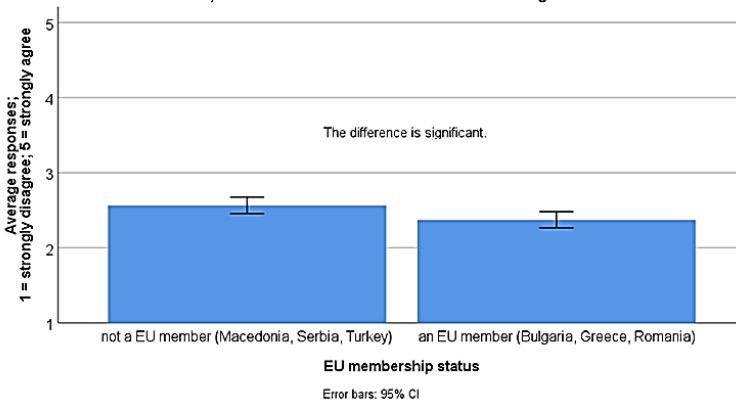 5
Average responses;
1 = strongly disagree; 5 = strongly agree
4
The difference is significant.
3
2
1
not a EU member (Macedonia, Serbia, Turkey)
an EU member (Bulgaria, Greece, Romania)
EU membership status
Error bars: 95% CI